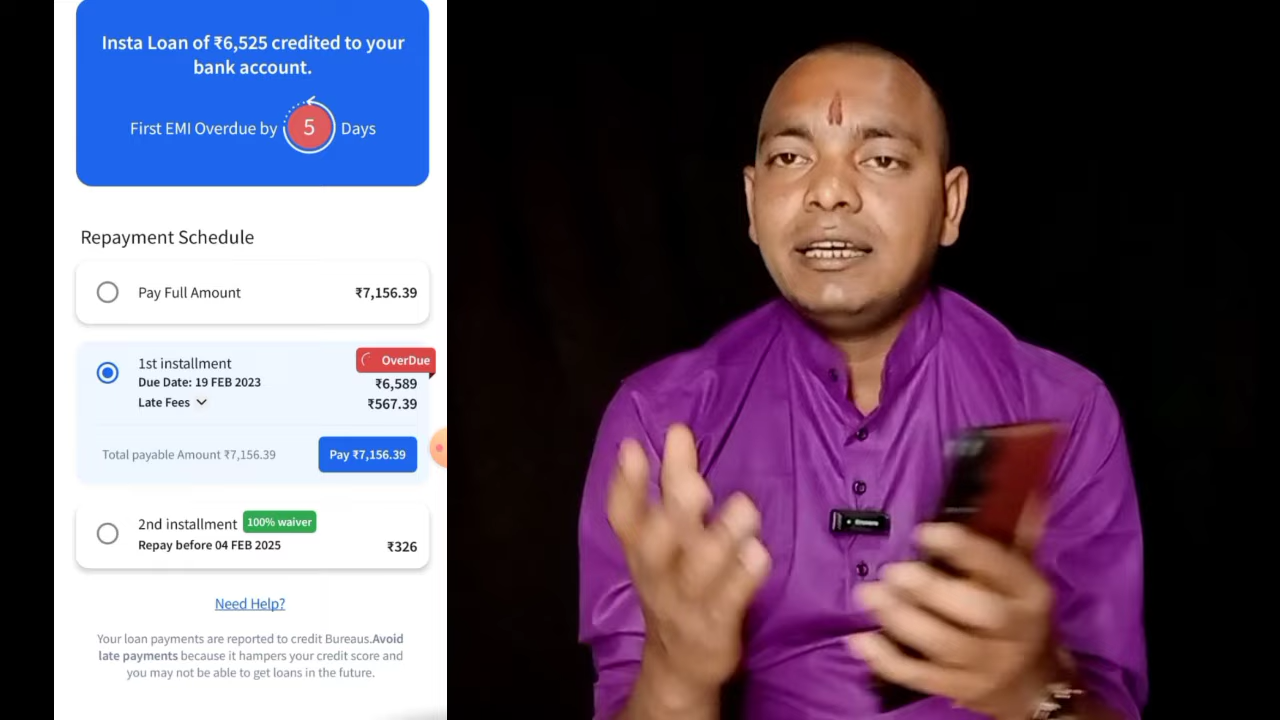 Insta Loan of ₹6,525 credited to your
bank account.
First EMI Overdue by 5 Days
Repayment Schedule
Pay Full Amount ₹7,156.39
OverDue
1st installment
Due Date: 19 FEB 2023 ₹6,589
Late Fees ₹567.39
Total payable Amount ₹7,156.39 Pay ₹7,156.39
2nd installment 100% waiver
Repay before 04 FEB 2025 ₹326
Need Help?
Your loan payments are reported to credit Bureaus.Avoid
late payments because it hampers your credit score and
you may not be able to get loans in the future.